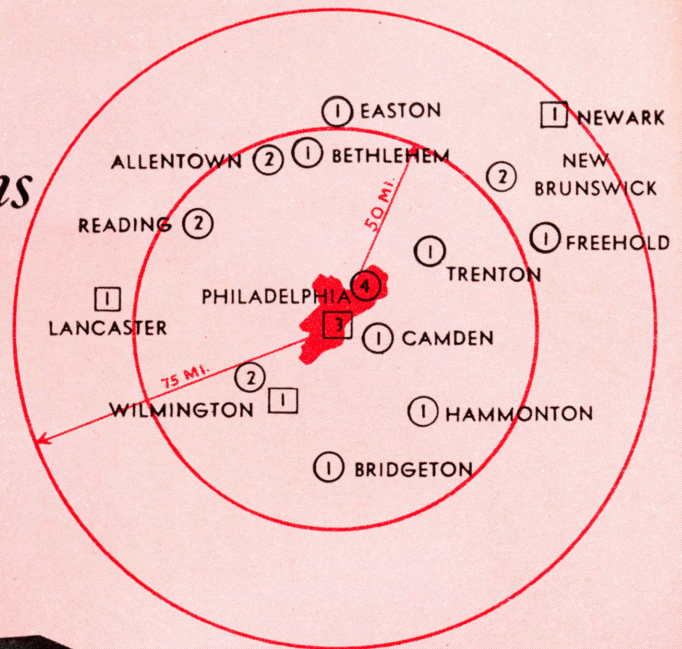 1 EASTON
1 NEWARK
ALLENTOWN 2
1 BETHLEHEM
2 NEW
BRUNSWICK
ns
50 MI.
READING 2
1 FREEHOLD
1
TRENTON
PHILADELPHIA 4
1
LANCASTER
3
1 CAMDEN
75 MI.
2
WILMINGTON 1
1 HAMMONTON
1 BRIDGETON